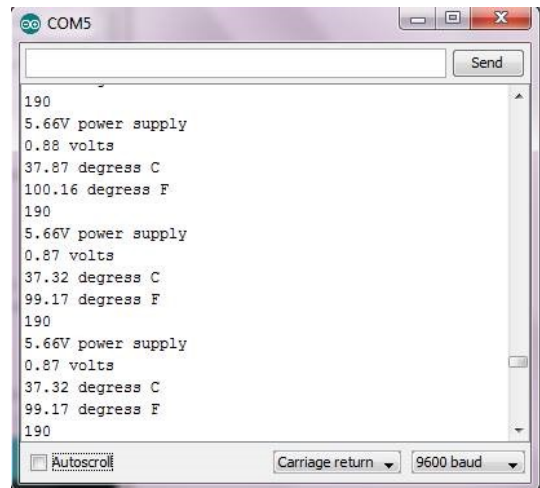 COM5
Send
190
5.66V power supply
0.88 volts
37.87 degress C
100.16 degress F
190
5.66V power supply
0.87 volts
37.32 degress C
99.17 degress F
190
5.66V power supply
0.87 volts
37.32 degress C
99.17 degress F
190
Autoscroll Carriage return 9600 baud